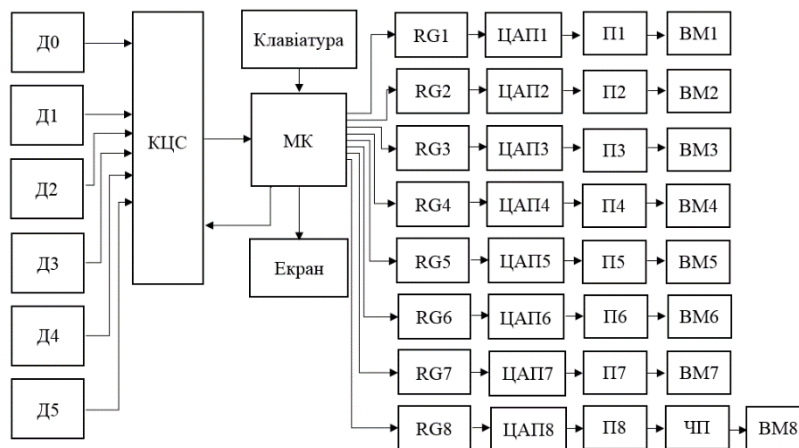 Д0
Д1
Д2
Д3
Д4
Д5
КЦС
Клавіатура
МК
Екран
RG1 ЦАП1 П1 ВМ1
RG2 ЦАП2 П2 ВМ2
RG3 ЦАП3 П3 ВМ3
RG4 ЦАП4 П4 ВМ4
RG5 ЦАП5 П5 ВМ5
RG6 ЦАП6 П6 ВМ6
RG7 ЦАП7 П7 ВМ7
RG8 ЦАП8 П8 ЧП ВМ8